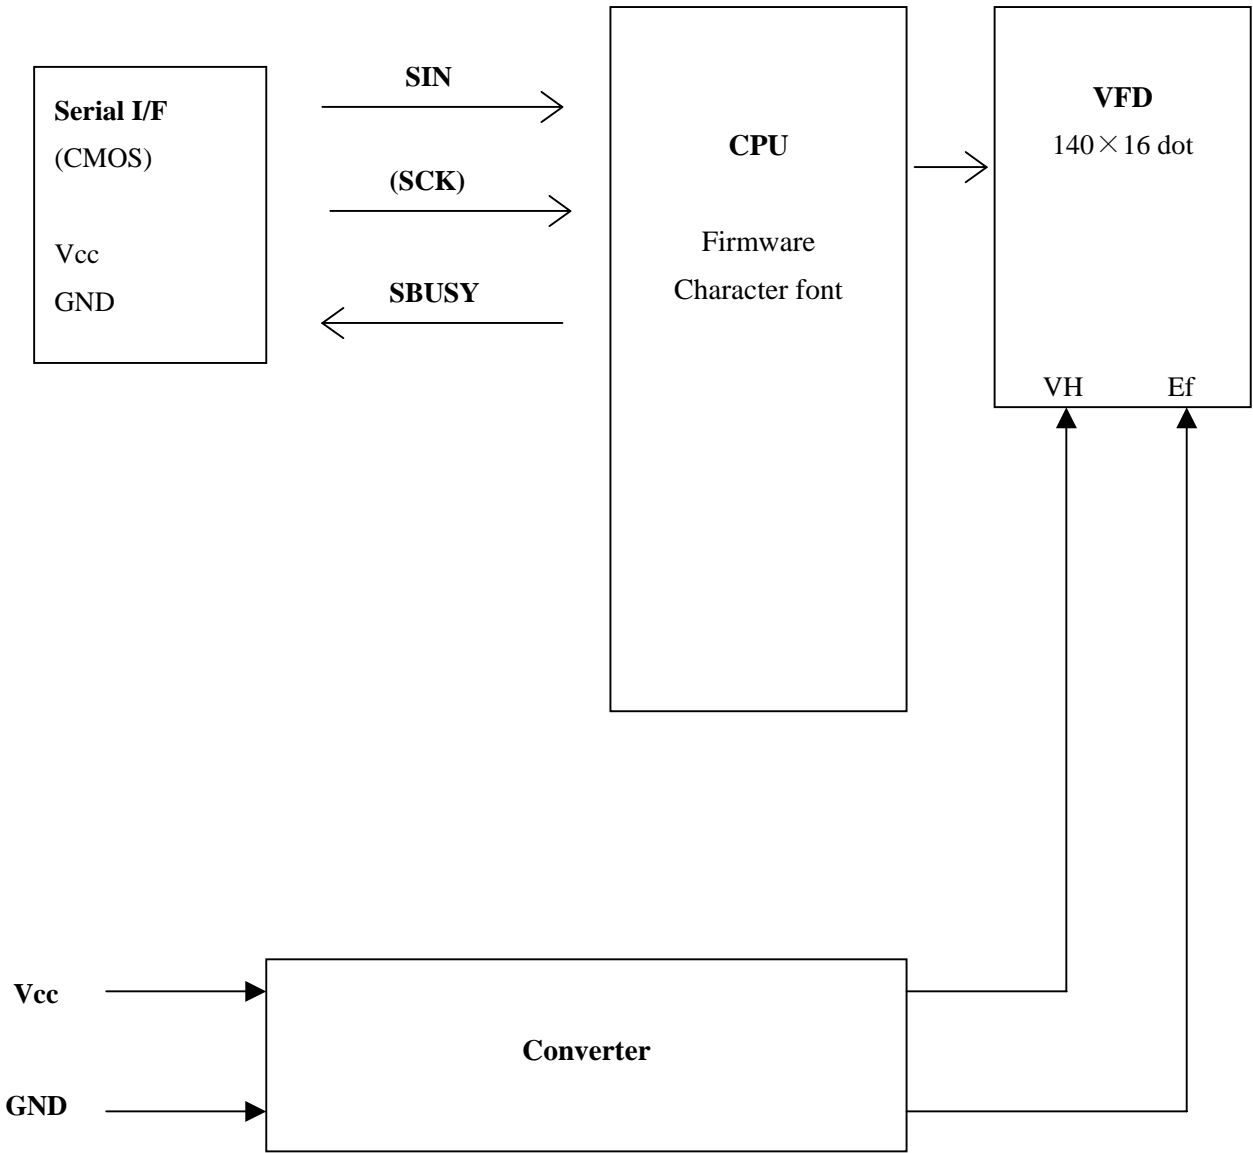 Serial I/F
(CMOS)
Vcc
GND
SIN
(SCK)
SBUSY
CPU
Firmware
Character font
VFD
140×16 dot
VH
Ef
Vcc
GND
Converter